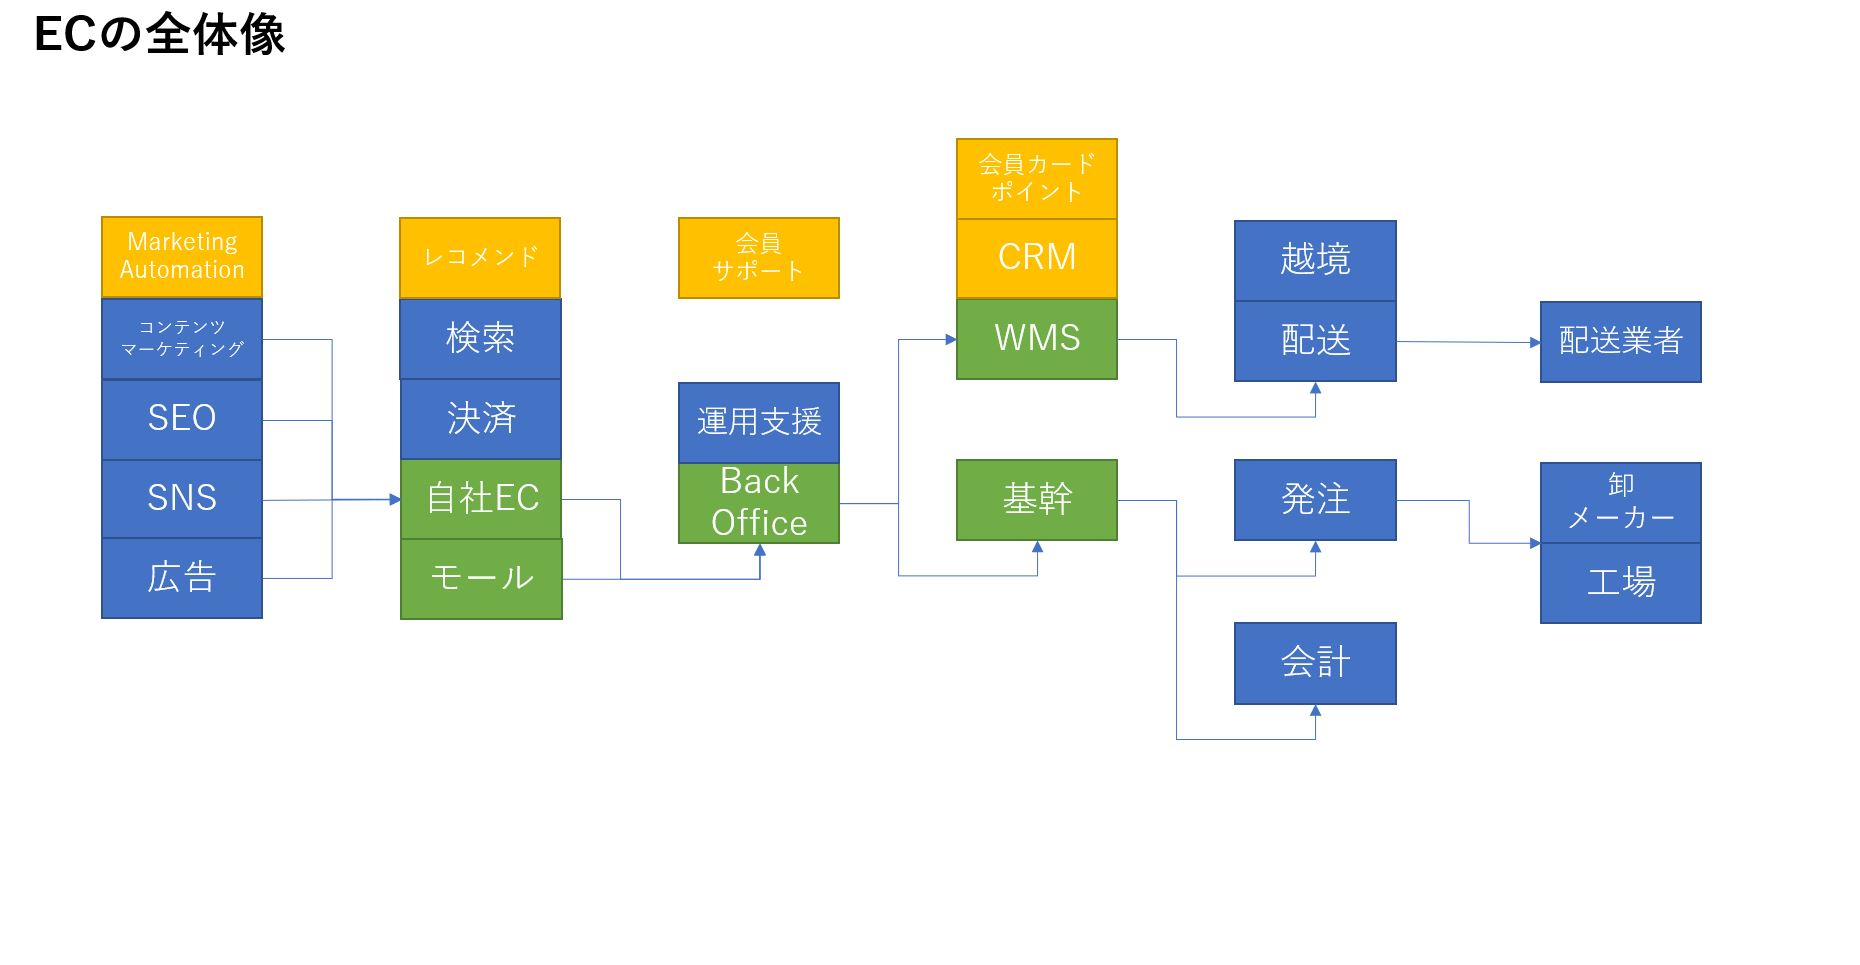 ECの全体像
Marketing
Automation
コンテンツ
マーケティング
SEO
SNS
広告
レコメンド
検索
決済
自社EC
モール
会員
サポート
運用支援
Back
Office
会員カード
ポイント
CRM
WMS
基幹
越境
配送
発注
会計
配送業者
卸
メーカー
工場